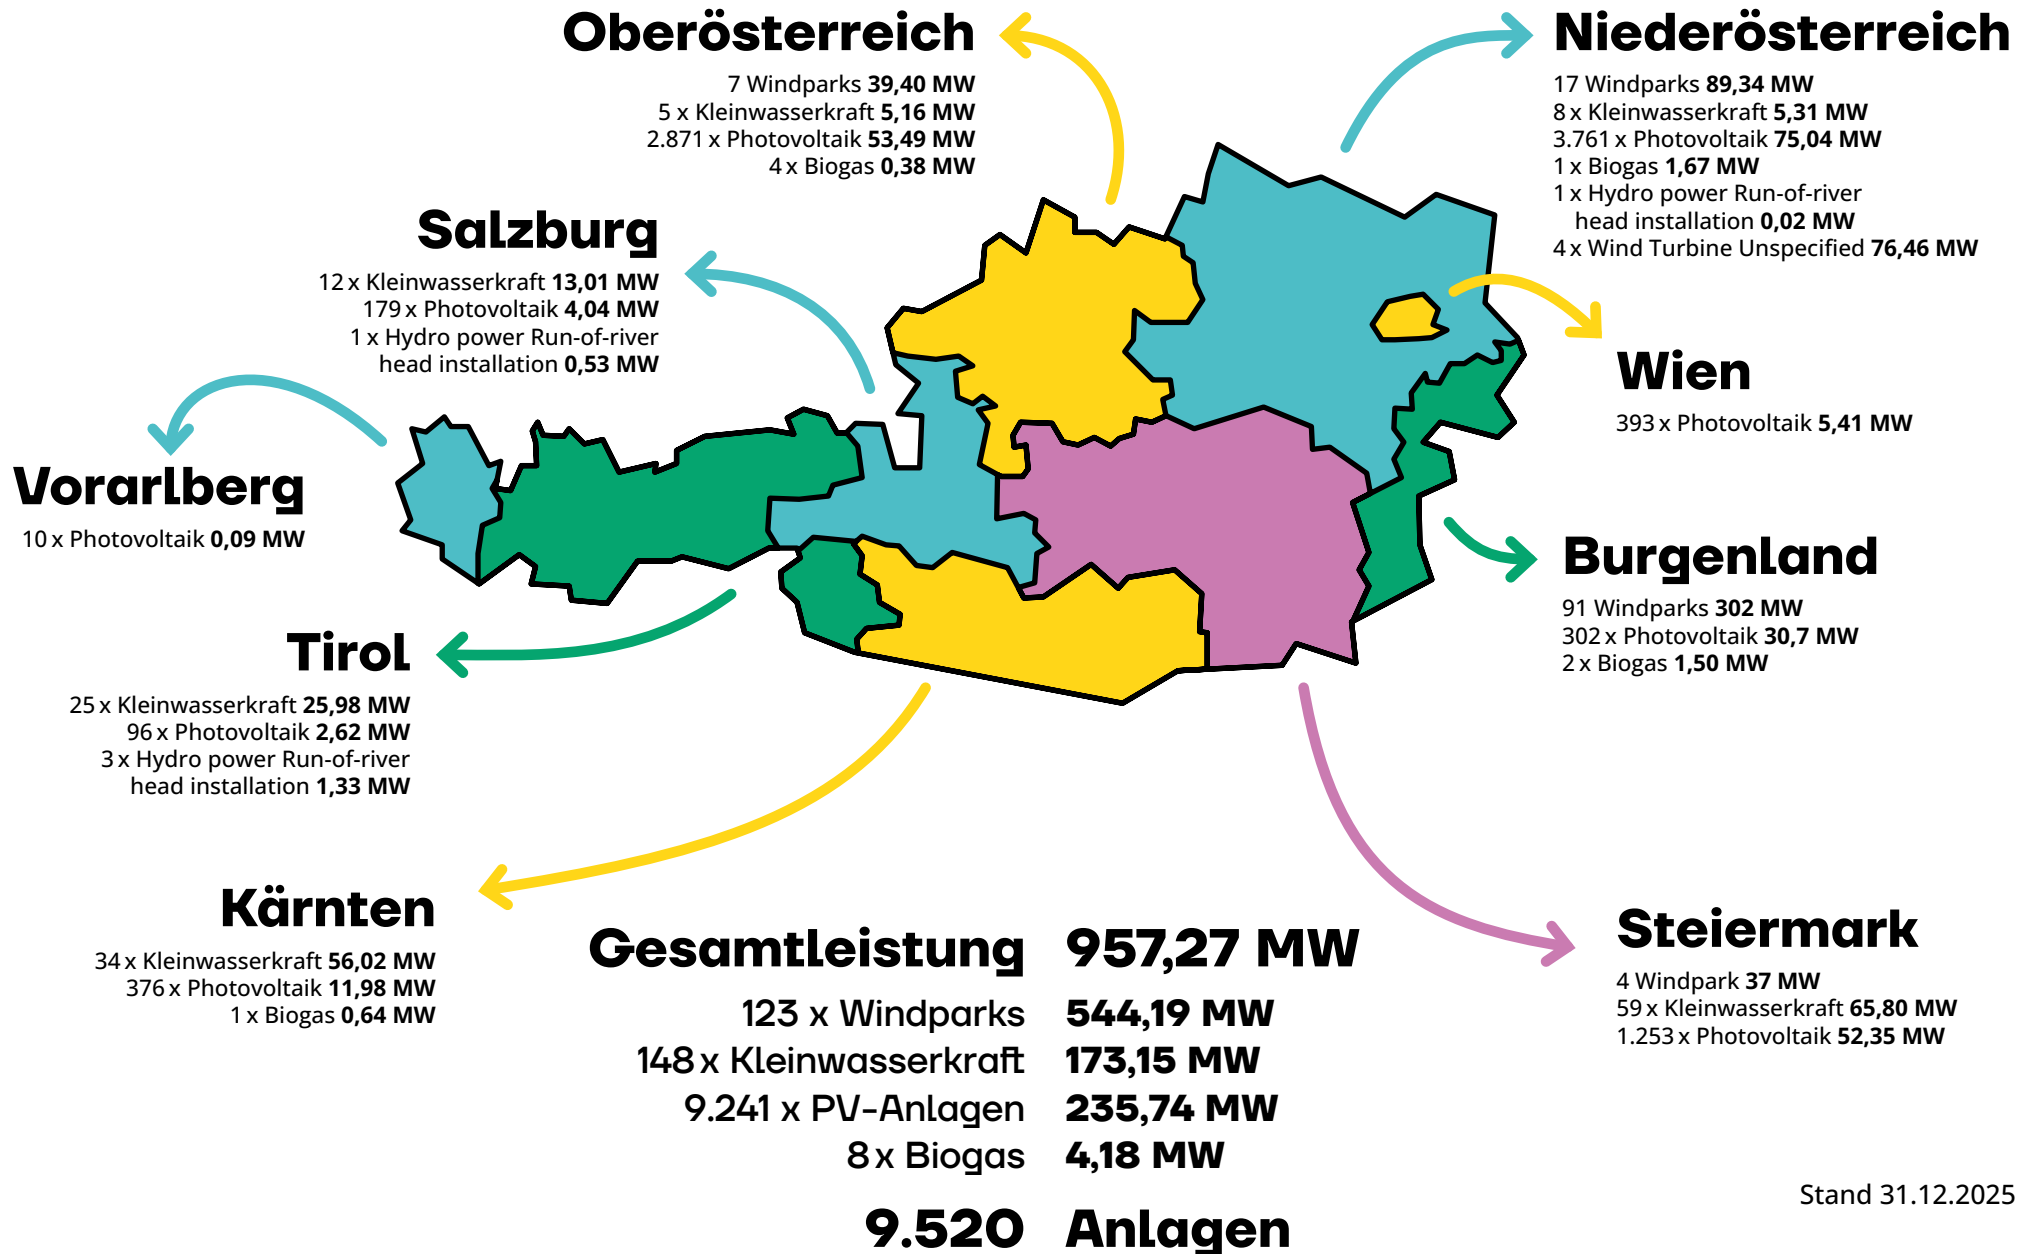 Oberösterreich
7 Windparks 39,40 MW
5 x Kleinwasserkraft 5,16 MW
2.871 x Photovoltaik 53,49 MW
4 x Biogas 0,38 MW
Niederösterreich
17 Windparks 89,34 MW
8 x Kleinwasserkraft 5,31 MW
3.761 x Photovoltaik 75,04 MW
1 x Biogas 1,67 MW
1 x Hydro power Run-of-river
head installation 0,02 MW
4 x Wind Turbine Unspecified 76,46 MW
Salzburg
12 x Kleinwasserkraft 13,01 MW
179 x Photovoltaik 4,04 MW
1 x Hydro power Run-of-river
head installation 0,53 MW
Wien
393 x Photovoltaik 5,41 MW
Vorarlberg
10 x Photovoltaik 0,09 MW
Burgenland
91 Windparks 302 MW
302 x Photovoltaik 30,7 MW
2 x Biogas 1,50 MW
Tirol
25 x Kleinwasserkraft 25,98 MW
96 x Photovoltaik 2,62 MW
3 x Hydro power Run-of-river
head installation 1,33 MW
Kärnten
34 x Kleinwasserkraft 56,02 MW
376 x Photovoltaik 11,98 MW
1 x Biogas 0,64 MW
Steiermark
4 Windpark 37 MW
59 x Kleinwasserkraft 65,80 MW
1.253 x Photovoltaik 52,35 MW
Gesamtleistung 957,27 MW
123 x Windparks 544,19 MW
148 x Kleinwasserkraft 173,15 MW
9.241 x PV-Anlagen 235,74 MW
8 x Biogas 4,18 MW
9.520 Anlagen
Stand 31.12.2025